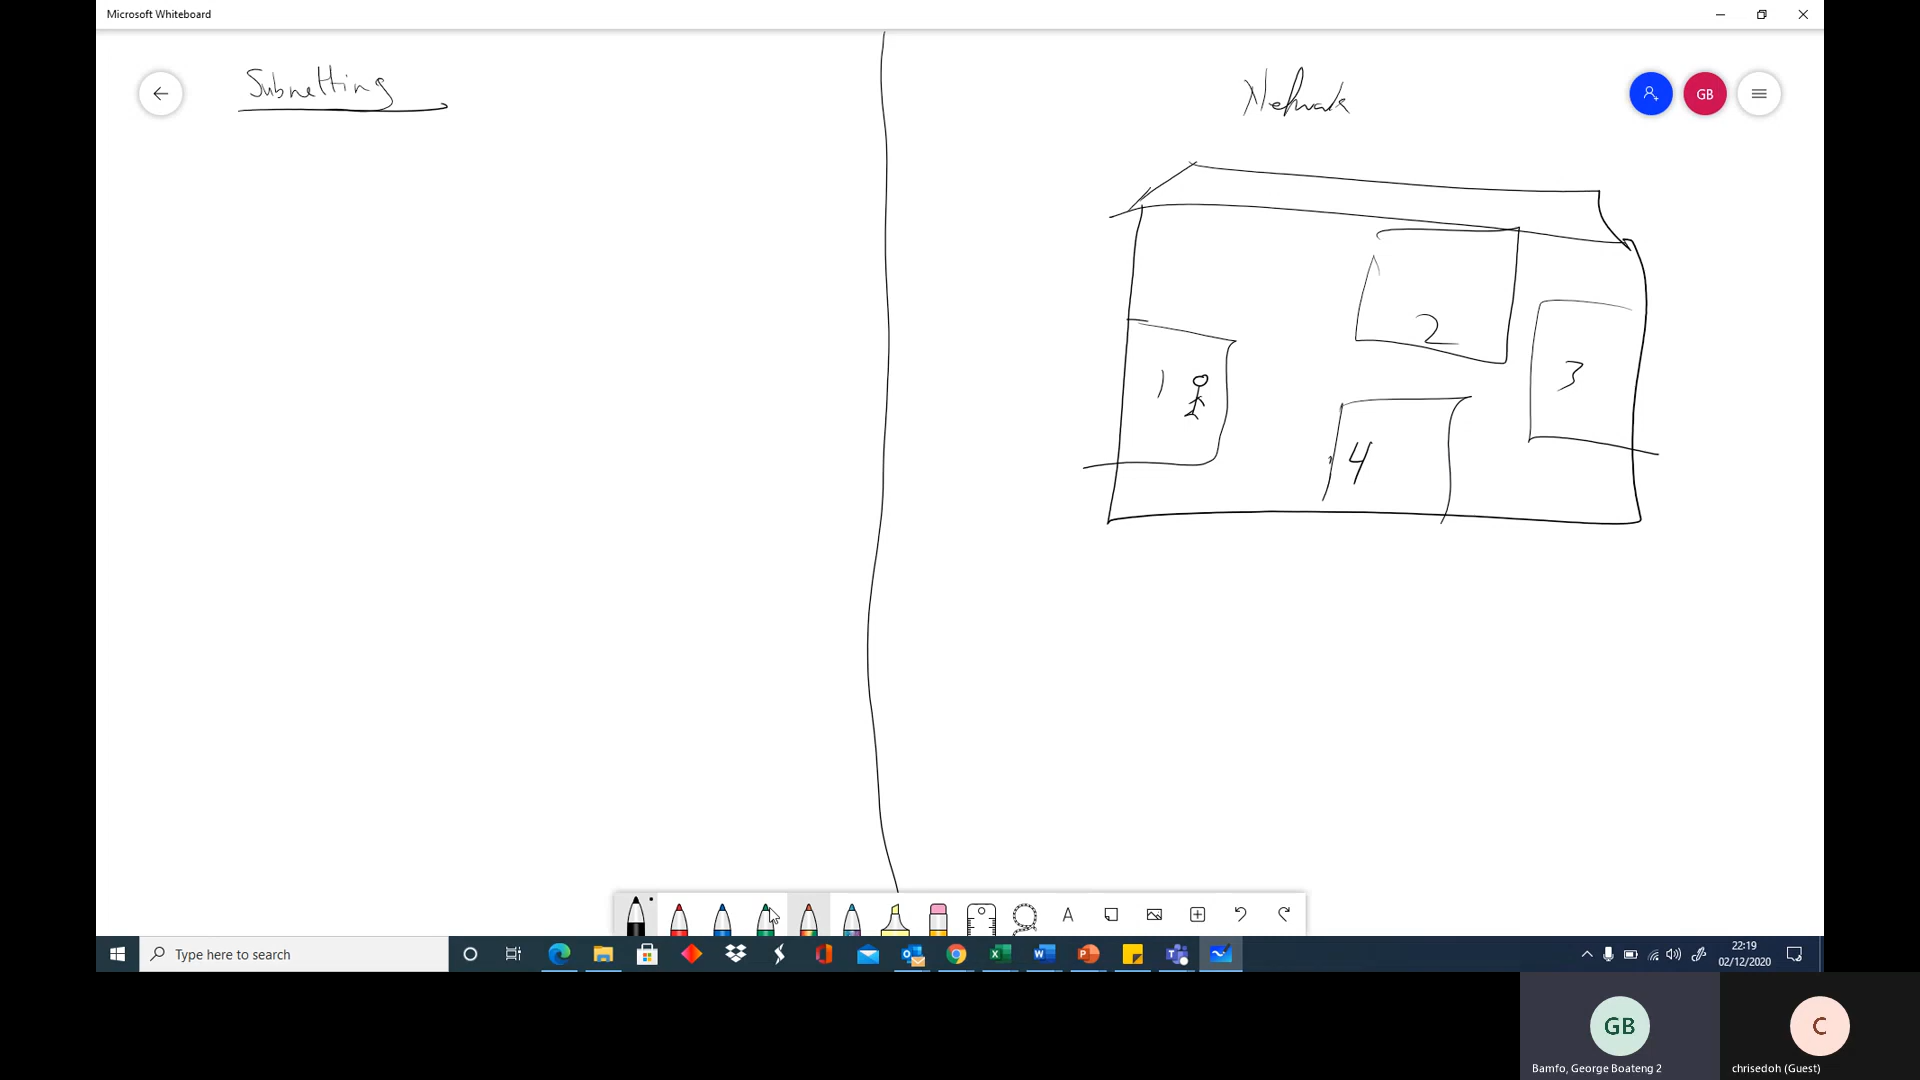 Microsoft Whiteboard
Subnetting
Network
GB
2
3
1
4
A
Type here to search
22:19
02/12/2020
GB
C
Bamfo, George Boateng 2
chrisedoh (Guest)